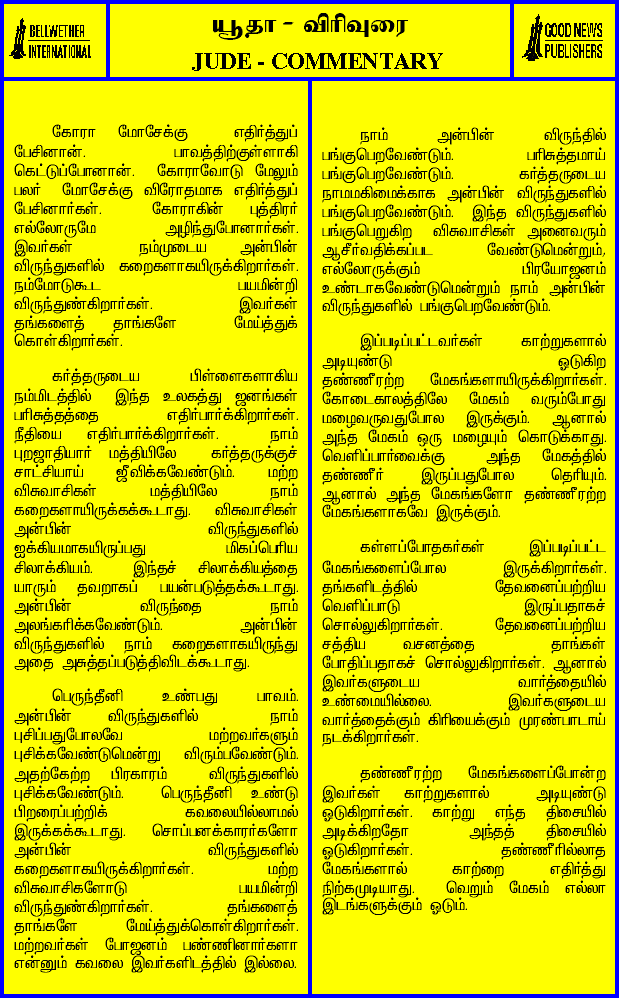 BELLWETHER
INTERNATIONAL
யூதா - விரிவுரை
JUDE - COMMENTARY
GOOD NEWS
PUBLISHERS
கோரா மோசேக்கு எதிர்த்துப்
பேசினான். பாவத்திற்குள்ளாகி
கெட்டுப்போனான். கோராவோடு மேலும்
பலர் மோசேக்கு விரோதமாக எதிர்த்துப்
பேசினார்கள். கோராகின் புத்திரர்
எல்லோருமே அழிந்துபோனார்கள்.
இவர்கள் நம்முடைய அன்பின்
விருந்துகளில் கறைகளாகயிருக்கிறார்கள்.
நம்மோடுகூட பயமின்றி
விருந்துண்கிறார்கள். இவர்கள்
தங்களைத் தாங்களே மேய்த்துக்
கொள்கிறார்கள்.
கர்த்தருடைய பிள்ளைகளாகிய
நம்மிடத்தில் இந்த உலகத்து ஜனங்கள்
பரிசுத்தத்தை எதிர்பார்க்கிறார்கள்.
நீதியை எதிர்பார்க்கிறார்கள். நாம்
புறஜாதியார் மத்தியிலே கர்த்தருக்குச்
சாட்சியாய் ஜீவிக்கவேண்டும். மற்ற
விசுவாசிகள் மத்தியிலே நாம்
கறைகளாயிருக்கக்கூடாது. விசுவாசிகள்
அன்பின் விருந்துகளில்
ஐக்கியமாகயிருப்பது மிகப்பெரிய
சிலாக்கியம். இந்தச் சிலாக்கியத்தை
யாரும் தவறாகப் பயன்படுத்தக்கூடாது.
அன்பின் விருந்தை நாம்
அலங்கரிக்கவேண்டும். அன்பின்
விருந்துகளில் நாம் கறைகளாகயிருந்து
அதை அசுத்தப்படுத்திவிடக்கூடாது.
பெருந்தீனி உண்பது பாவம்.
அன்பின் விருந்துகளில் நாம்
புசிப்பதுபோலவே மற்றவர்களும்
புசிக்கவேண்டுமென்று விரும்பவேண்டும்.
அதற்கேற்ற பிரகாரம் விருந்துகளில்
புசிக்கவேண்டும். பெருந்தீனி உண்டு
பிறரைப்பற்றிக் கவலையில்லாமல்
இருக்கக்கூடாது. சொப்பனக்காரர்களோ
அன்பின் விருந்துகளில்
கறைகளாகயிருக்கிறார்கள். மற்ற
விசுவாசிகளோடு பயமின்றி
விருந்துண்கிறார்கள். தங்களைத்
தாங்களே மேய்த்துக்கொள்கிறார்கள்.
மற்றவர்கள் போஜனம் பண்ணினார்களா
என்னும் கவலை இவர்களிடத்தில் இல்லை.
நாம் அன்பின் விருந்தில்
பங்குபெறவேண்டும். பரிசுத்தமாய்
பங்குபெறவேண்டும். கர்த்தருடைய
நாமமகிமைக்காக அன்பின் விருந்துகளில்
பங்குபெறவேண்டும். இந்த விருந்துகளில்
பங்குபெறுகிற விசுவாசிகள் அனைவரும்
ஆசீர்வதிக்கப்பட வேண்டுமென்றும்,
எல்லோருக்கும் பிரயோஜனம்
உண்டாகவேண்டுமென்றும் நாம் அன்பின்
விருந்துகளில் பங்குபெறவேண்டும்.
இப்படிப்பட்டவர்கள் காற்றுகளால்
அடியுண்டு ஓடுகிற
தண்ணீரற்ற மேகங்களாயிருக்கிறார்கள்.
கோடைகாலத்திலே மேகம் வரும்போது
மழைவருவதுபோல இருக்கும். ஆனால்
அந்த மேகம் ஒரு மழையும் கொடுக்காது.
வெளிப்பார்வைக்கு அந்த மேகத்தில்
தண்ணீர் இருப்பதுபோல தெரியும்.
ஆனால் அந்த மேகங்களோ தண்ணீரற்ற
மேகங்களாகவே இருக்கும்.
கள்ளப்போதகர்கள் இப்படிப்பட்ட
மேகங்களைப்போல இருக்கிறார்கள்.
தங்களிடத்தில் தேவனைப்பற்றிய
வெளிப்பாடு இருப்பதாகச்
சொல்லுகிறார்கள். தேவனைப்பற்றிய
சத்திய வசனத்தை தாங்கள்
போதிப்பதாகச் சொல்லுகிறார்கள். ஆனால்
இவர்களுடைய வார்த்தையில்
உண்மையில்லை. இவர்களுடைய
வார்த்தைக்கும் கிரியைக்கும் முரண்பாடாய்
நடக்கிறார்கள்.
தண்ணீரற்ற மேகங்களைப்போன்ற
இவர்கள் காற்றுகளால் அடியுண்டு
ஓடுகிறார்கள். காற்று எந்த திசையில்
அடிக்கிறதோ அந்தத் திசையில்
ஓடுகிறார்கள். தண்ணீரில்லாத
மேகங்களால் காற்றை எதிர்த்து
நிற்கமுடியாது. வெறும் மேகம் எல்லா
இடங்களுக்கும் ஓடும்.